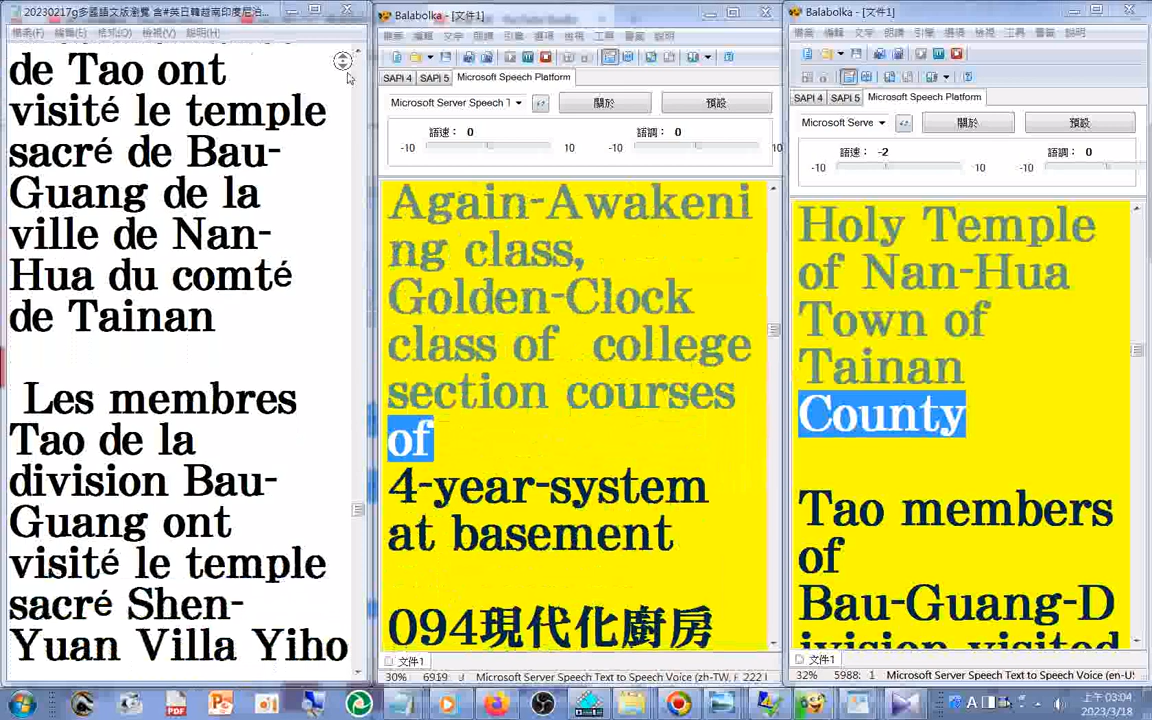 20230217g多國語文版瀏覽 含#英日韓越南印度尼泊...
檔案(F) 編輯(E) 格式(O) 檢視(V) 說明(H)
de Tao ont
visité le temple
sacré de Bau-
Guang de la
ville de Nan-
Hua du comté
de Tainan
Les membres
Tao de la
division Bau-
Guang ont
visité le temple
sacré Shen-
Yuan Villa Yiho
Balabolka - [文件1]
SAPI 4 SAPI 5 Microsoft Speech Platform
Microsoft Server Speech T
關於
預設
語速： 0
語調： 0
-10 10 -10 10
Again-Awakeni
ng class,
Golden-Clock
class of college
section courses
of
4-year-system
at basement
094現代化廚房
文件1
30% 6919 Microsoft Server Speech Text to Speech Voice (zh-TW, F 222 I
Balabolka - [文件1]
SAPI 4 SAPI 5 Microsoft Speech Platform
Microsoft Serve
關於
預設
語速： -2
語調： 0
-10 10 -10
Holy Temple
of Nan-Hua
Town of
Tainan
County
Tao members
of
Bau-Guang-D
ivision visited
文件1
32% 5988: 1 Microsoft Server Speech Text to Speech Voice (en-U
上午 03:04
2023/3/18